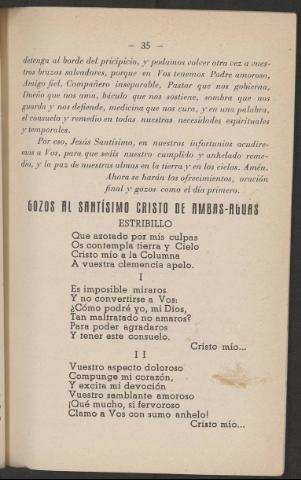 — 35 —
detenga al borde del pricipicio, y podamos volver otra vez a vues-
tros brazos salvadores, porque en Vos tenemos Padre amoroso,
Amigo fiel, Compañero inseparable, Pastor que nos gobierna,
Dueño que nos ama, báculo que nos sostiene, sombra que nos
guarda y nos defiende, medicina que nos cura, y en una palabra,
el consuelo y remedio en todas nuestras necesidades espirituales
y temporales.
Por eso, Jesús Santísimo, en nuestros infortunios acudire-
mos a Vos, para que seáis nuestro cumplido y anhelado reme-
dio, y la paz de nuestras almas en la tierra y en los cielos. Amén.
Ahora se harán los ofrecimientos, oración
final y gozos como el día primero.
GOZOS AL SANTÍSIMO CRISTO DE AMBAS-AGUAS
ESTRIBILLO
Que azotado por mis culpas
Os contempla tierra y Cielo
Cristo mío a la Columna
A vuestra clemencia apelo.
I
Es imposible miraros
Y no convertirse a Vos:
¿Cómo podré yo, mi Dios,
Tan maltratado no amaros?
Para poder agradaros
Y tener este consuelo.
Cristo mío...
II
Vuestro aspecto doloroso
Compunge mi corazón,
Y excita mi devoción
Vuestro semblante amoroso
¡Qué mucho, si fervoroso
Clamo a Vos con sumo anhelo!
Cristo mío...